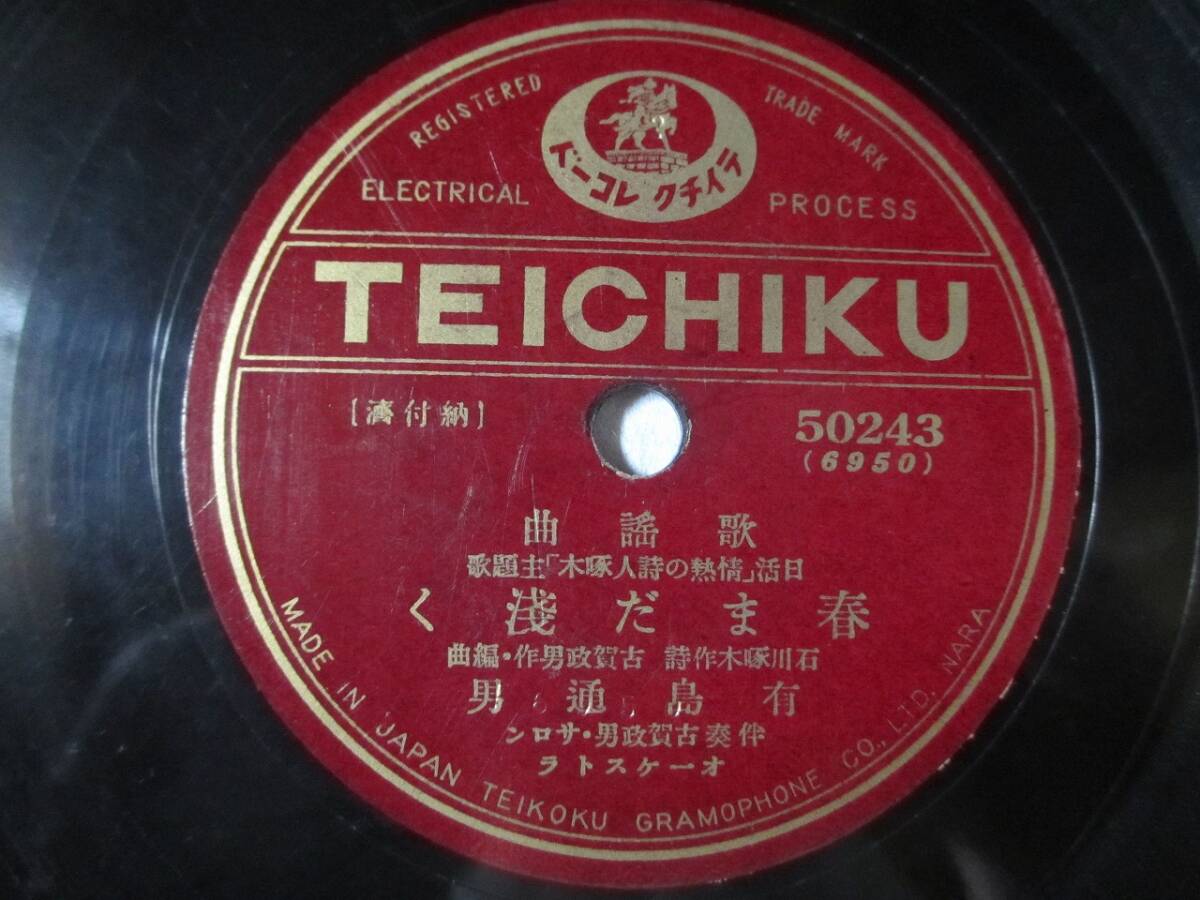 REGISTERED TRADE MARK
テイチクレコード
ELECTRICAL PROCESS
TEICHIKU
[納付濟]
50243
(6950)
歌謠曲
日活「情熱の詩人啄木」主題歌
春まだ淺く
石川啄木作詩 古賀政男作・編曲
有島通男
伴奏古賀政男・サロン
オーケストラ
MADE IN JAPAN TEIKOKU GRAMOPHONE CO., LTD. NARA